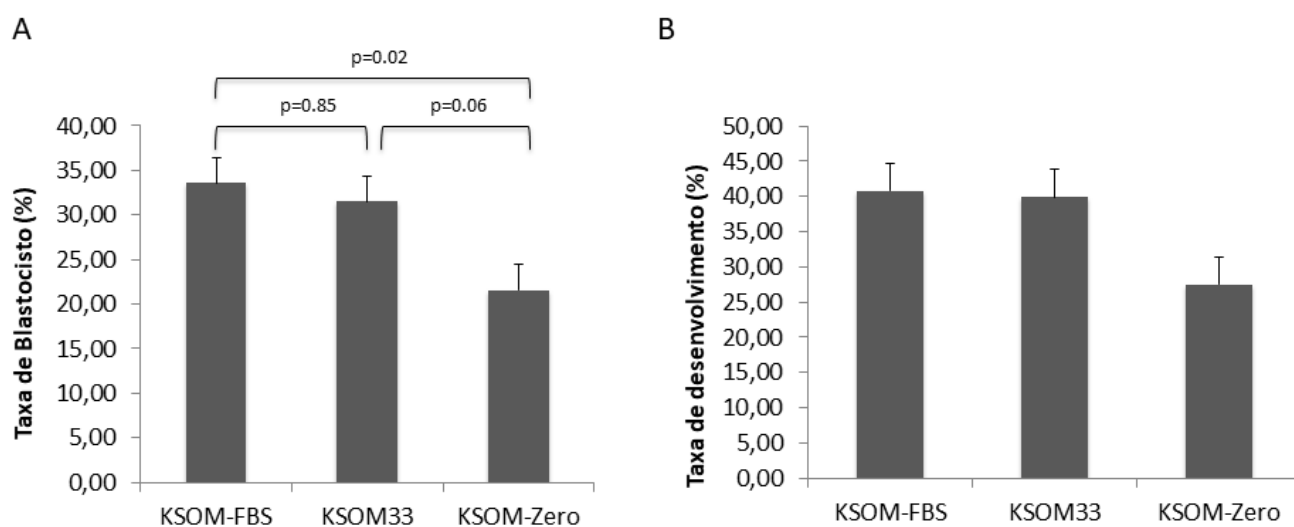 A
p=0.02
p=0.85
p=0.06
Taxa de Blastocisto (%)
40,00
35,00
30,00
25,00
20,00
15,00
10,00
5,00
0,00
KSOM-FBS KSOM33 KSOM-Zero
B
Taxa de desenvolvimento (%)
50,00
45,00
40,00
35,00
30,00
25,00
20,00
15,00
10,00
5,00
0,00
KSOM-FBS KSOM33 KSOM-Zero